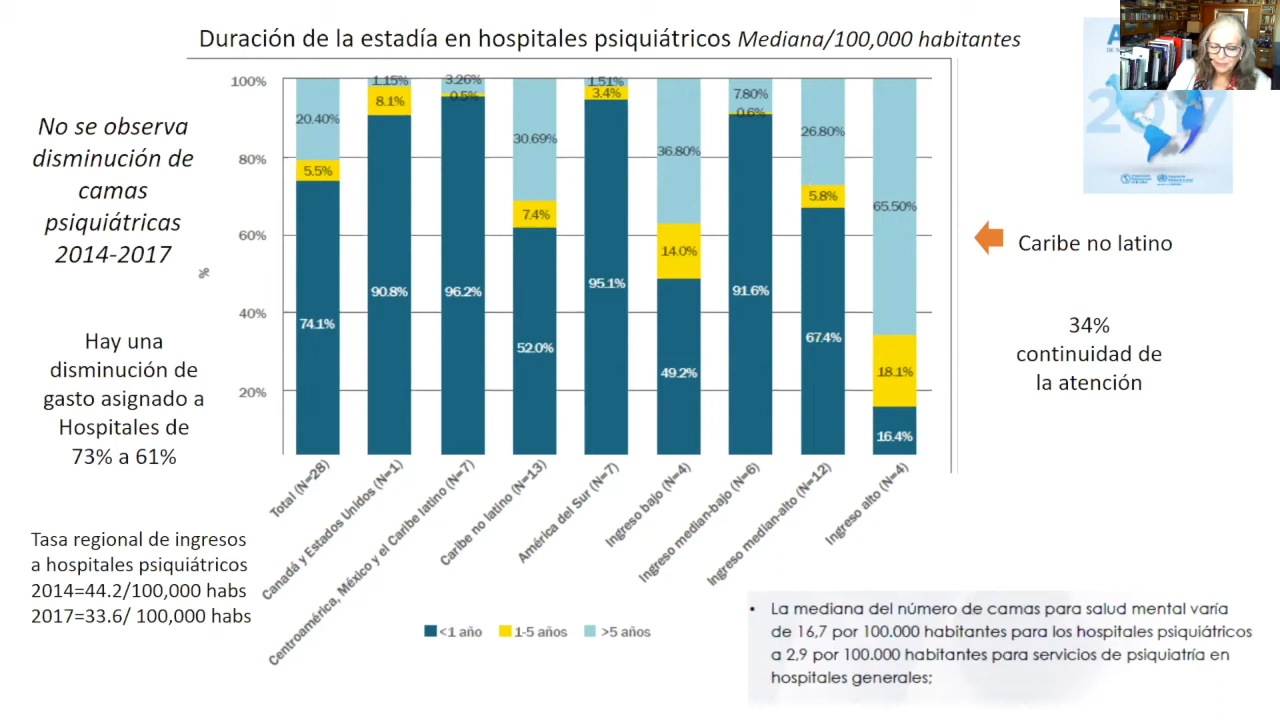 Duración de la estadía en hospitales psiquiátricos Mediana/100,000 habitantes
No se observa
disminución de
camas
psiquiátricas
2014-2017
Hay una
disminución de
gasto asignado a
Hospitales de
73% a 61%
Tasa regional de ingresos
a hospitales psiquiátricos
2014=44.2/100,000 habs
2017=33.6/ 100,000 habs
%
100%
80%
60%
40%
20%
20.40%
5.5%
74.1%
1.15%
8.1%
90.8%
3.26%
0.5%
96.2%
30.69%
7.4%
52.0%
1.51%
3.4%
95.1%
36.80%
14.0%
49.2%
7.80%
0.6%
91.6%
26.80%
5.8%
67.4%
65.50%
18.1%
16.4%
Total (N=28)
Canadá y Estados Unidos (N=1)
Centroamérica, México y el Caribe latino (N=7)
Caribe no latino (N=13)
América del Sur (N=7)
Ingreso bajo (N=4)
Ingreso median-bajo (N=6)
Ingreso median-alto (N=12)
Ingreso alto (N=4)
<1 año
1-5 años
>5 años
2017
Caribe no latino
34%
continuidad de
la atención
• La mediana del número de camas para salud mental varía
de 16,7 por 100.000 habitantes para los hospitales psiquiátricos
a 2,9 por 100.000 habitantes para servicios de psiquiatría en
hospitales generales;